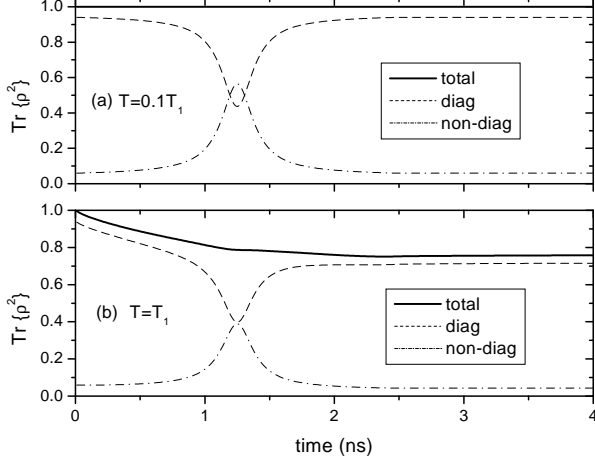 1.0
0.8
0.6
0.4
0.2
0.0
Tr {ρ²}
(a) T=0.1T₁
total
diag
non-diag
1.0
0.8
0.6
0.4
0.2
0.0
Tr {ρ²}
(b) T=T₁
total
diag
non-diag
0 1 2 3 4
time (ns)